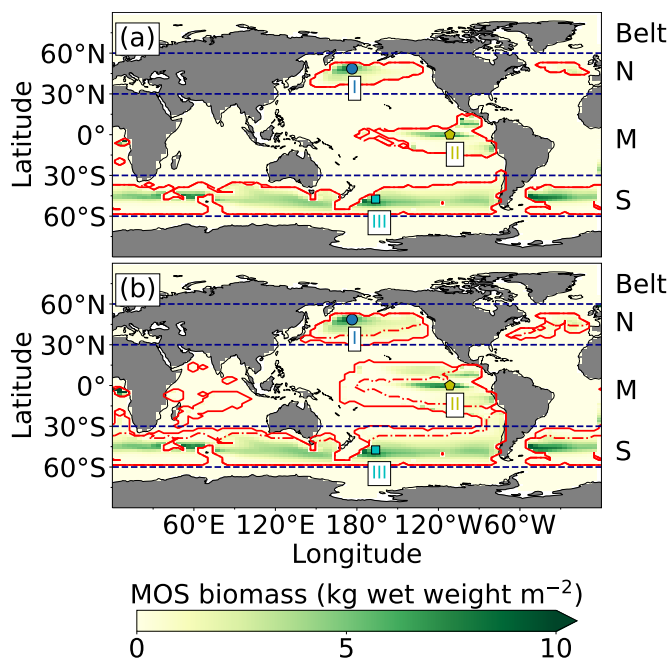 (a)
Belt
60°N
N
I
30°N
Latitude
0°
M
II
30°S
S
60°S
III
(b)
Belt
60°N
N
I
30°N
Latitude
0°
M
II
30°S
S
60°S
III
60°E 120°E 180°W 120°W 60°W
Longitude
MOS biomass (kg wet weight m⁻²)
0 5 10